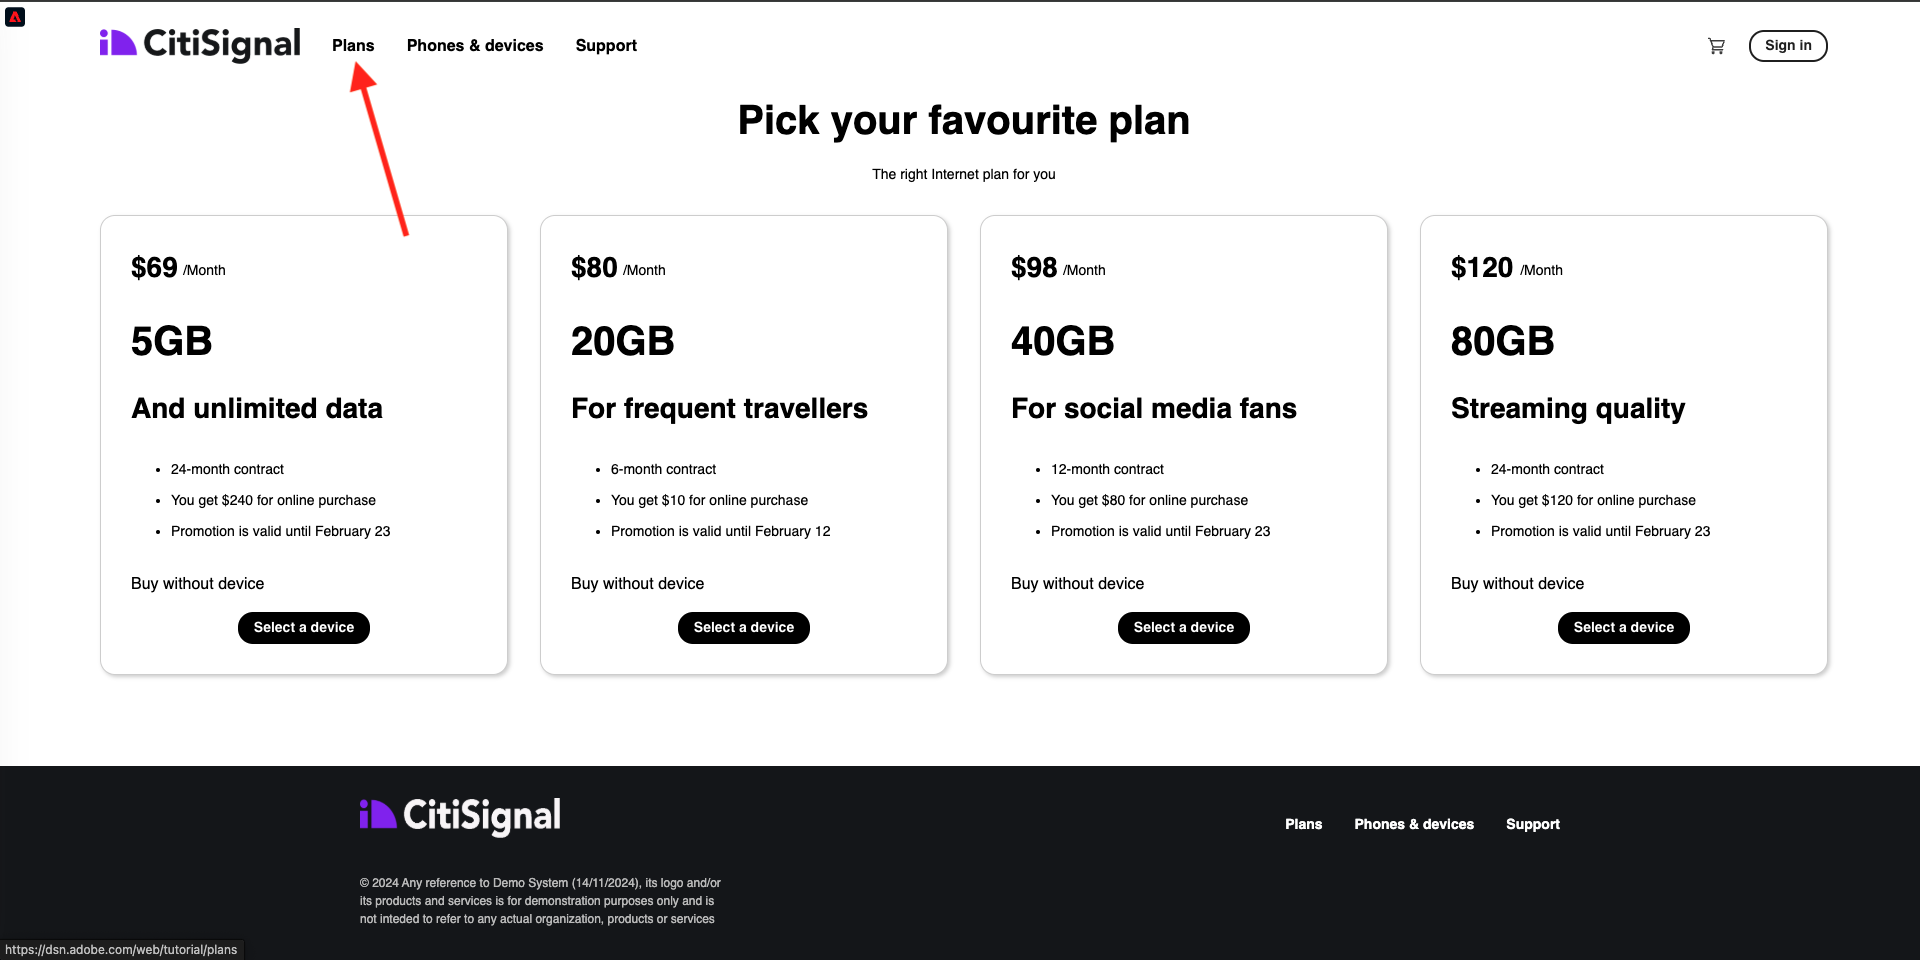 CitiSignal
Plans
Phones & devices
Support
Sign in
Pick your favourite plan
The right Internet plan for you
$69 /Month
5GB
And unlimited data
24-month contract
You get $240 for online purchase
Promotion is valid until February 23
Buy without device
Select a device
$80 /Month
20GB
For frequent travellers
6-month contract
You get $10 for online purchase
Promotion is valid until February 12
Buy without device
Select a device
$98 /Month
40GB
For social media fans
12-month contract
You get $80 for online purchase
Promotion is valid until February 23
Buy without device
Select a device
$120 /Month
80GB
Streaming quality
24-month contract
You get $120 for online purchase
Promotion is valid until February 23
Buy without device
Select a device
CitiSignal
Plans
Phones & devices
Support
© 2024 Any reference to Demo System (14/11/2024), its logo and/or
its products and services is for demonstration purposes only and is
not inteded to refer to any actual organization, products or services
https://dsn.adobe.com/web/tutorial/plans